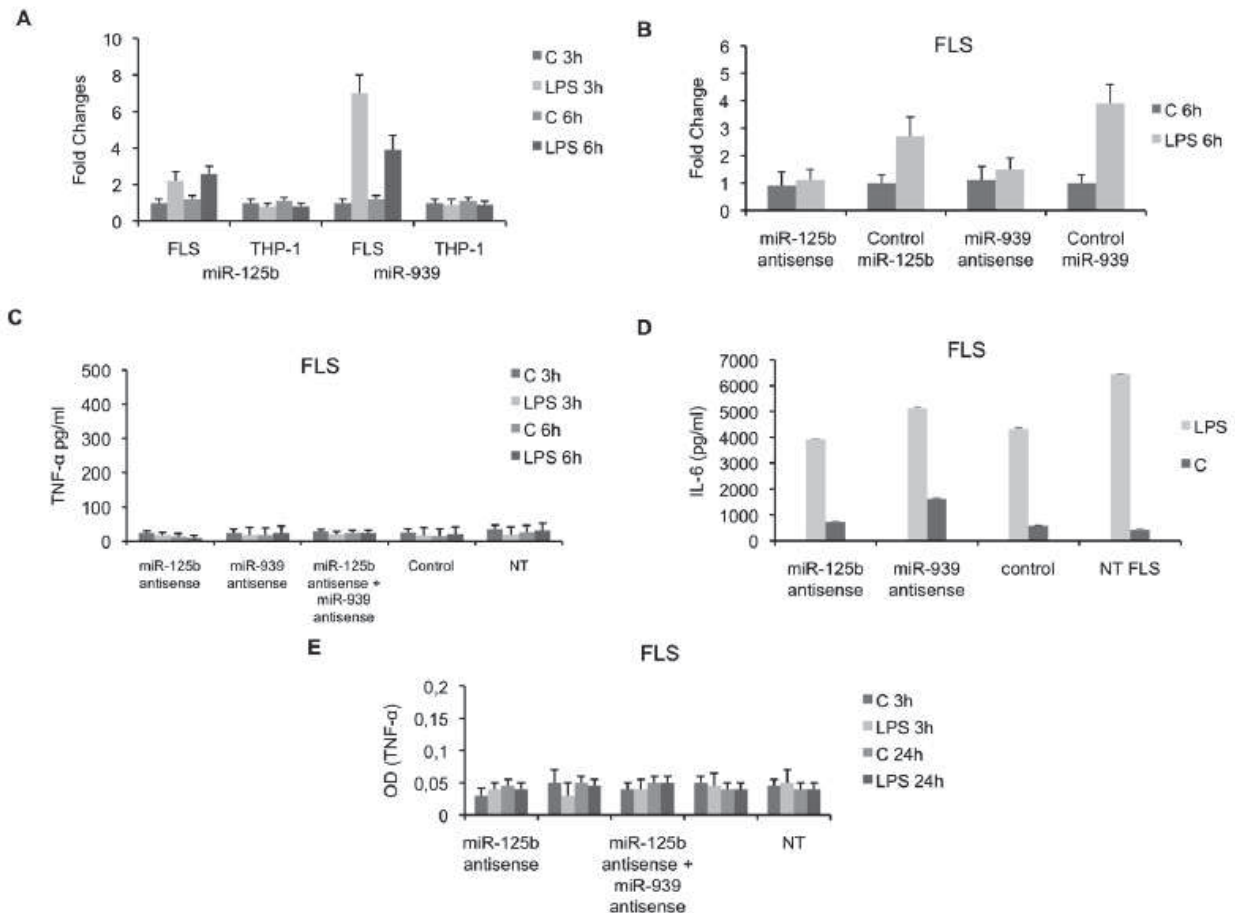 A
Fold Changes
10
8
6
4
2
0
FLS
THP-1
FLS
THP-1
miR-125b
miR-939
C 3h
LPS 3h
C 6h
LPS 6h
B
FLS
Fold Change
6
5
4
3
2
1
0
miR-125b
antisense
Control
miR-125b
miR-939
antisense
Control
miR-939
C 6h
LPS 6h
C
FLS
TNF-α pg/ml
500
400
300
200
100
0
miR-125b
antisense
miR-939
antisense
miR-125b
antisense +
miR-939
antisense
Control
NT
C 3h
LPS 3h
C 6h
LPS 6h
D
FLS
IL-6 (pg/ml)
7000
6000
5000
4000
3000
2000
1000
0
miR-125b
antisense
miR-939
antisense
control
NT FLS
LPS
C
E
FLS
OD (TNF-α)
0,2
0,15
0,1
0,05
0
miR-125b
antisense
miR-125b
antisense +
miR-939
antisense
NT
C 3h
LPS 3h
C 24h
LPS 24h